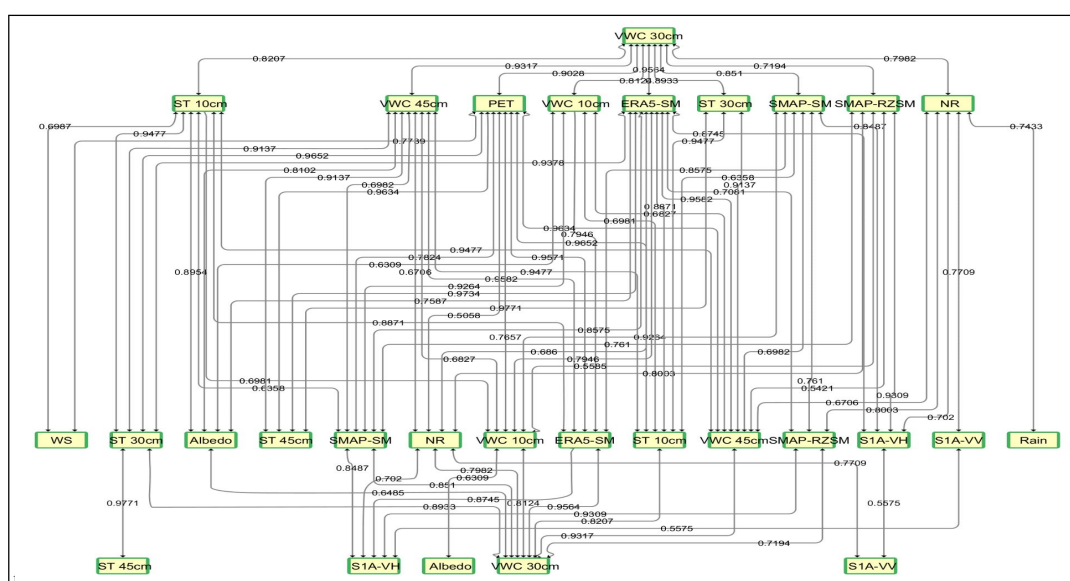 VWC 30cm
0.8207
0.9317
0.9028
0.9564
0.8124
0.8933
0.851
0.7194
0.7982
ST 10cm
VWC 45cm
PET
VWC 10cm
ERA5-SM
ST 30cm
SMAP-SM
SMAP-RZSM
NR
0.6987
0.9477
0.7739
0.8745
0.8487
0.7433
0.9137
0.9477
0.9652
0.9378
0.8102
0.8575
0.6358
0.9137
0.9137
0.6982
0.9634
0.7081
0.9582
0.8871
0.6827
0.6981
0.9634
0.7946
0.9477
0.9652
0.7824
0.9571
0.6309
0.8954
0.6706
0.9477
0.9582
0.7709
0.9264
0.9734
0.7587
0.9771
0.5058
0.8871
0.8575
0.7657
0.9264
0.761
0.686
0.6982
0.6827
0.7946
0.5585
0.8003
0.761
0.6981
0.6358
0.5421
0.9309
0.6706
0.8003
0.702
WS
ST 30cm
Albedo
ST 45cm
SMAP-SM
NR
VWC 10cm
ERA5-SM
ST 10cm
VWC 45cm
SMAP-RZSM
S1A-VH
S1A-VV
Rain
0.8487
0.7982
0.7709
0.702
0.6309
0.9771
0.851
0.6485
0.8745
0.9564
0.8933
0.8124
0.9309
0.8207
0.5575
0.5575
0.9317
0.7194
ST 45cm
S1A-VH
Albedo
VWC 30cm
S1A-VV